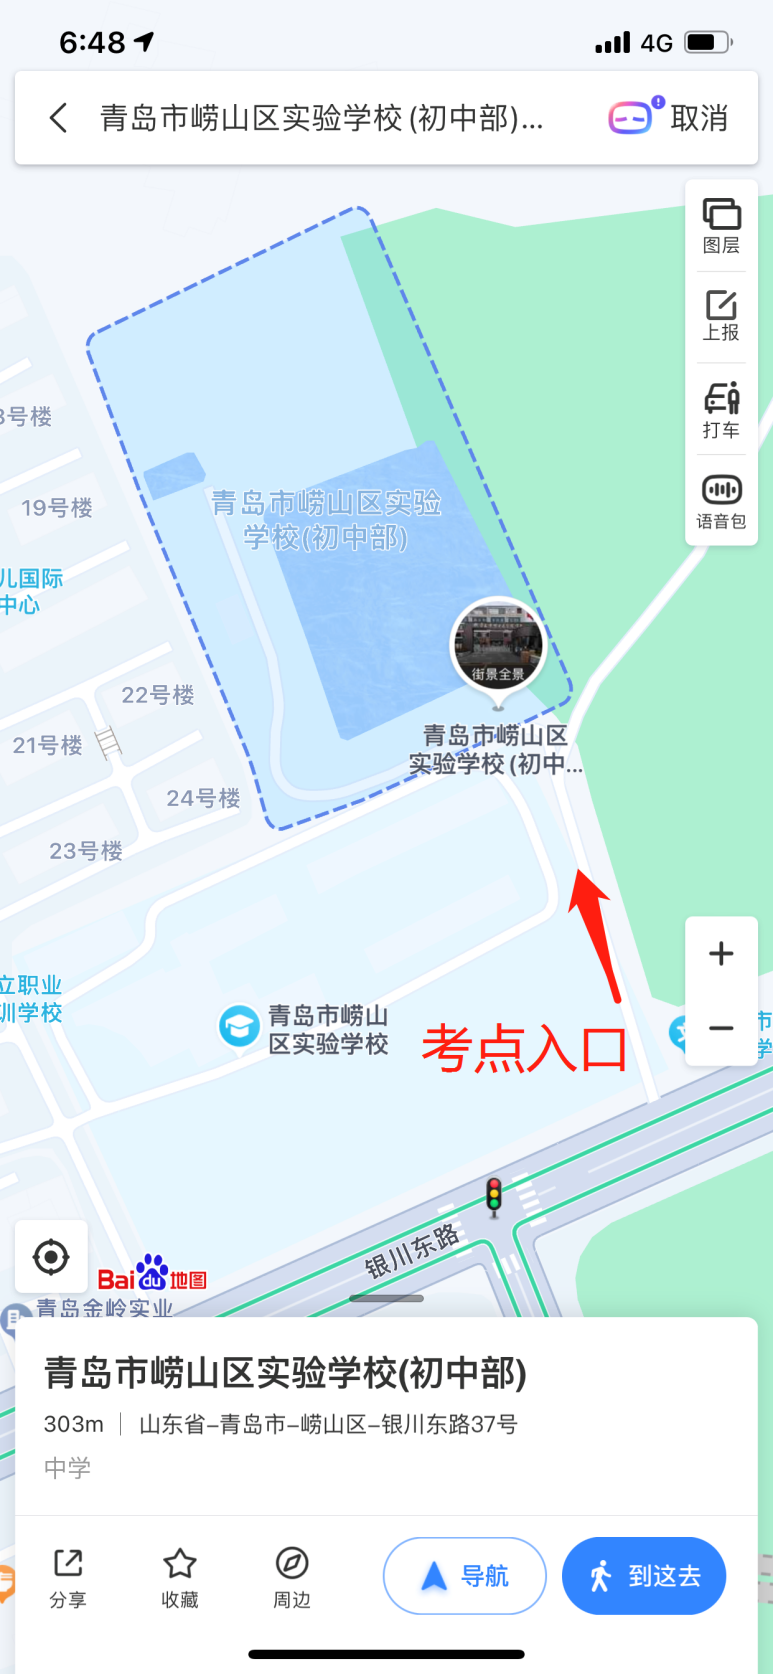 6:48
4G
青岛市崂山区实验学校(初中部)...
取消
图层
上报
打车
语音包
号楼
19号楼
青岛市崂山区实验
学校(初中部)
儿国际
中心
街景全景
22号楼
21号楼
青岛市崂山区
实验学校(初中...
24号楼
23号楼
立职业
训学校
青岛市崂山
区实验学校
考点入口
市
学
银川东路
Bai du 地图
青岛金岭实业
青岛市崂山区实验学校(初中部)
303m
山东省-青岛市-崂山区-银川东路37号
中学
分享
收藏
周边
导航
到这去